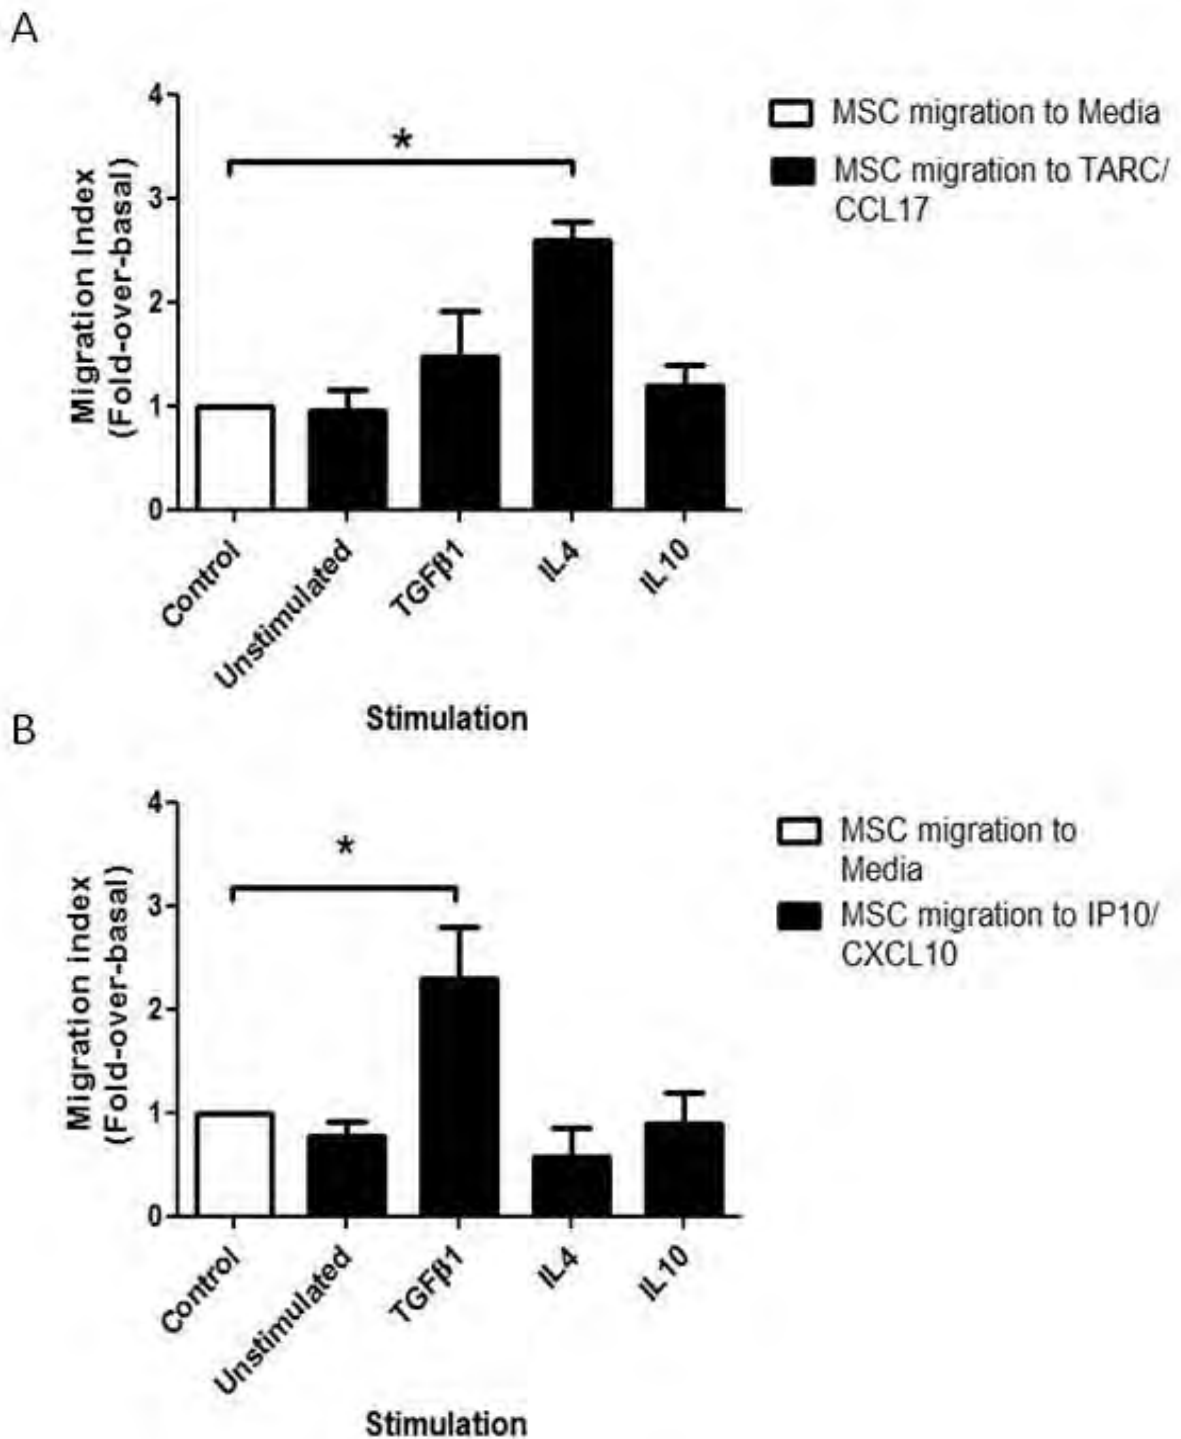 A
4
3
2
1
0
Migration Index
(Fold-over-basal)
*
MSC migration to Media
MSC migration to TARC/
CCL17
Control
Unstimulated
TGFβ1
IL4
IL10
Stimulation
B
4
3
2
1
0
Migration index
(Fold-over-basal)
*
MSC migration to
Media
MSC migration to IP10/
CXCL10
Control
Unstimulated
TGFβ1
IL4
IL10
Stimulation